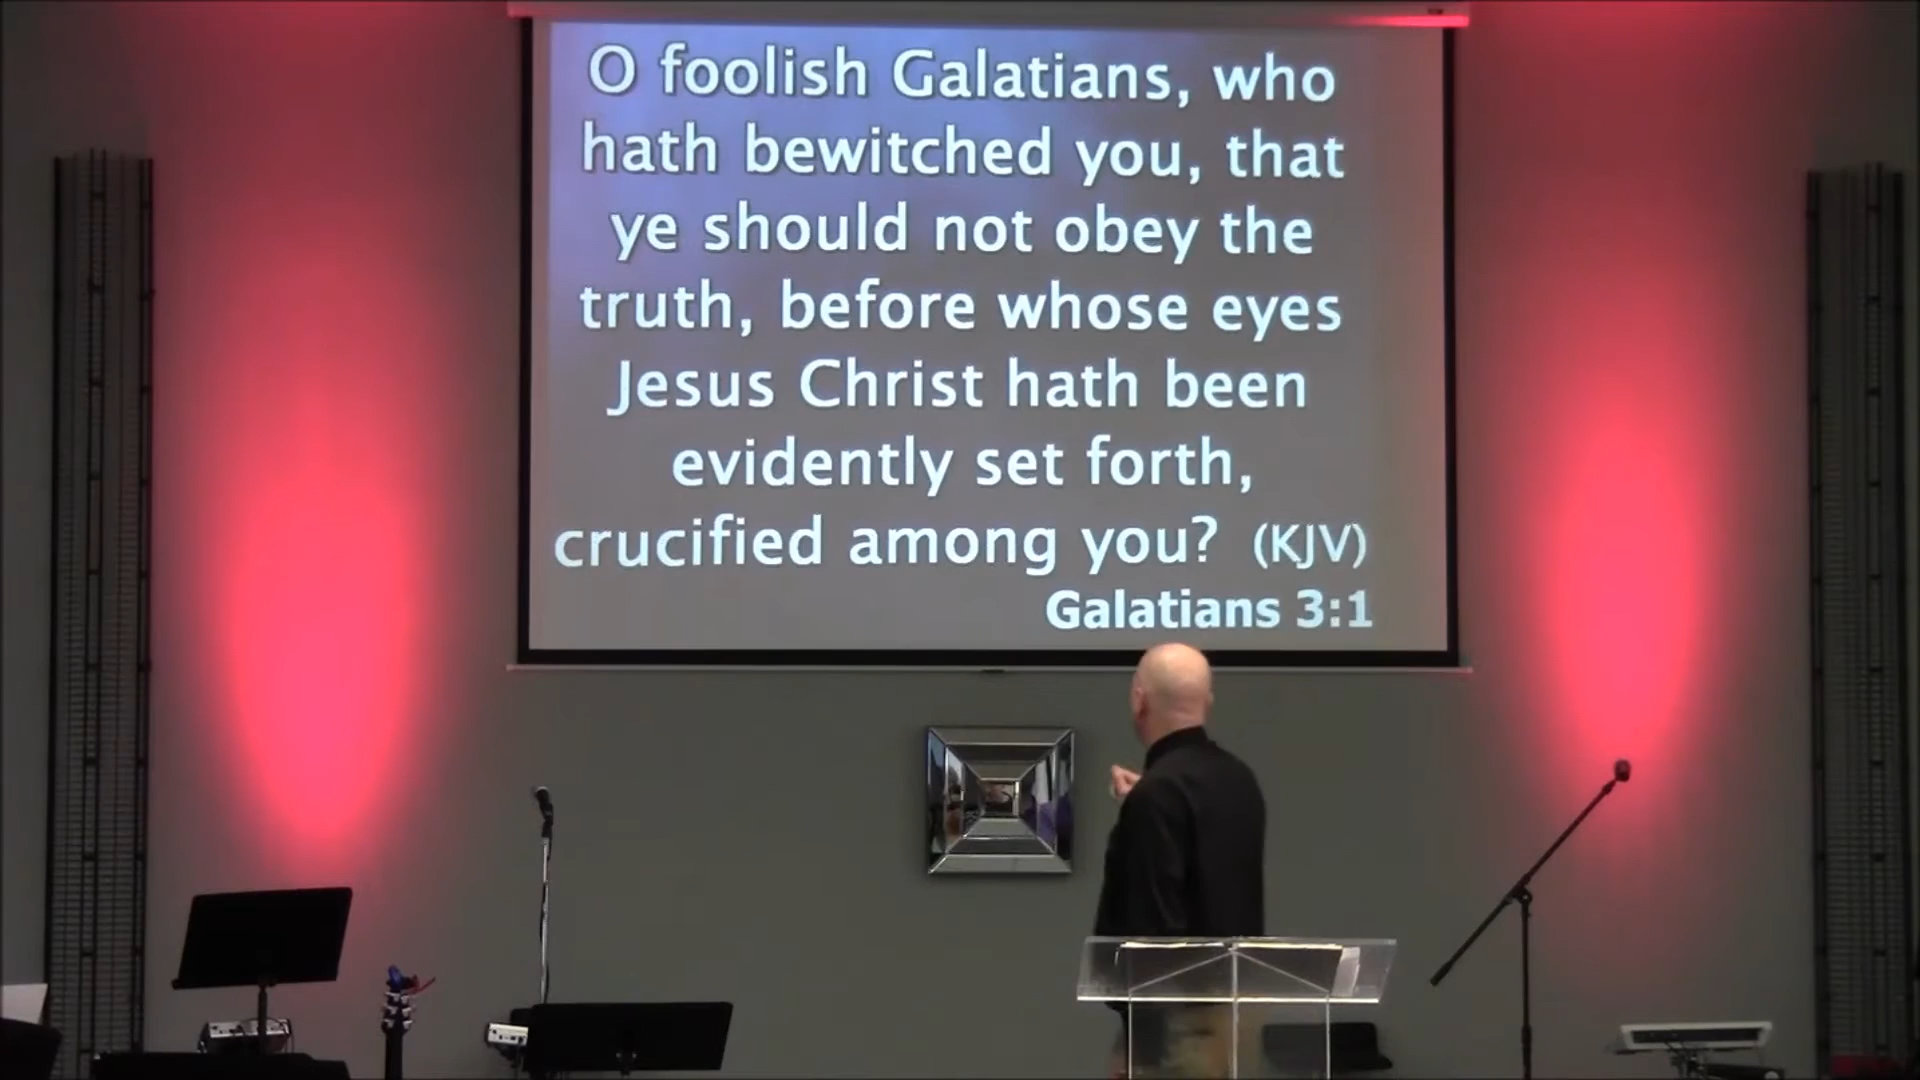 O foolish Galatians, who
hath bewitched you, that
ye should not obey the
truth, before whose eyes
Jesus Christ hath been
evidently set forth,
crucified among you? (KJV)
Galatians 3:1